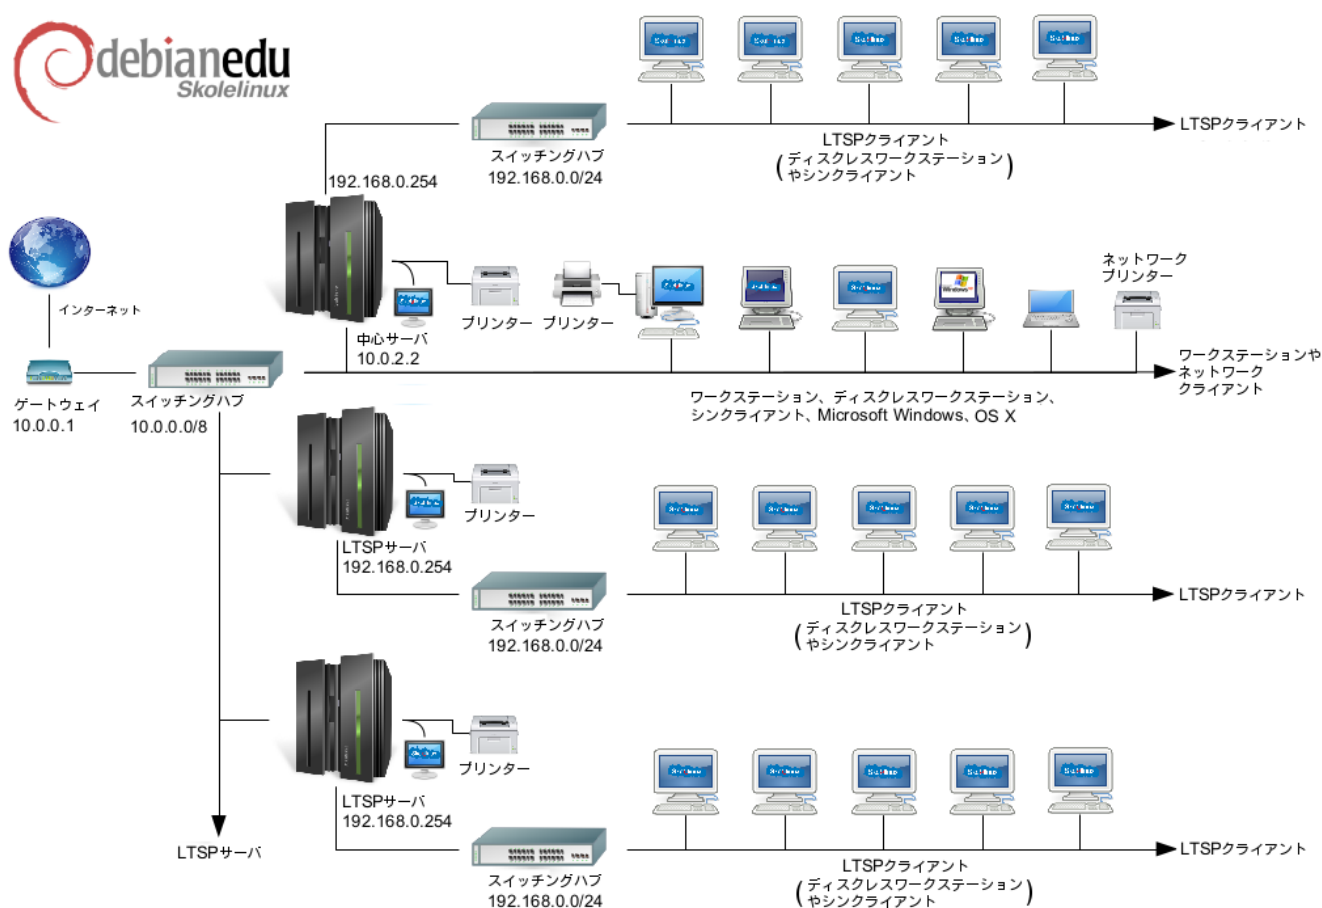 debianedu
Skolelinux
スイッチングハブ
192.168.0.0/24
LTSPクライアント
(ディスクレスワークステーション
やシンクライアント)
LTSPクライアント
192.168.0.254
インターネット
プリンター
プリンター
ネットワーク
プリンター
Windows
中心サーバ
10.0.2.2
ゲートウェイ
10.0.0.1
スイッチングハブ
10.0.0.0/8
ワークステーション、ディスクレスワークステーション、
シンクライアント、Microsoft Windows、OS X
ワークステーションや
ネットワーク
クライアント
プリンター
LTSPサーバ
192.168.0.254
スイッチングハブ
192.168.0.0/24
LTSPクライアント
(ディスクレスワークステーション
やシンクライアント)
LTSPクライアント
プリンター
LTSPサーバ
192.168.0.254
LTSPサーバ
スイッチングハブ
192.168.0.0/24
LTSPクライアント
(ディスクレスワークステーション
やシンクライアント)
LTSPクライアント